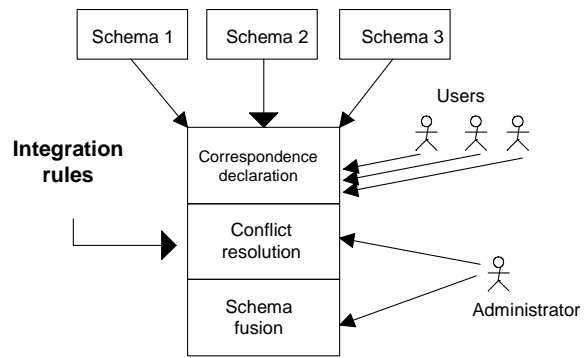 Schema 1
Schema 2
Schema 3
Users
Integration
rules
Correspondence
declaration
Conflict
resolution
Schema
fusion
Administrator